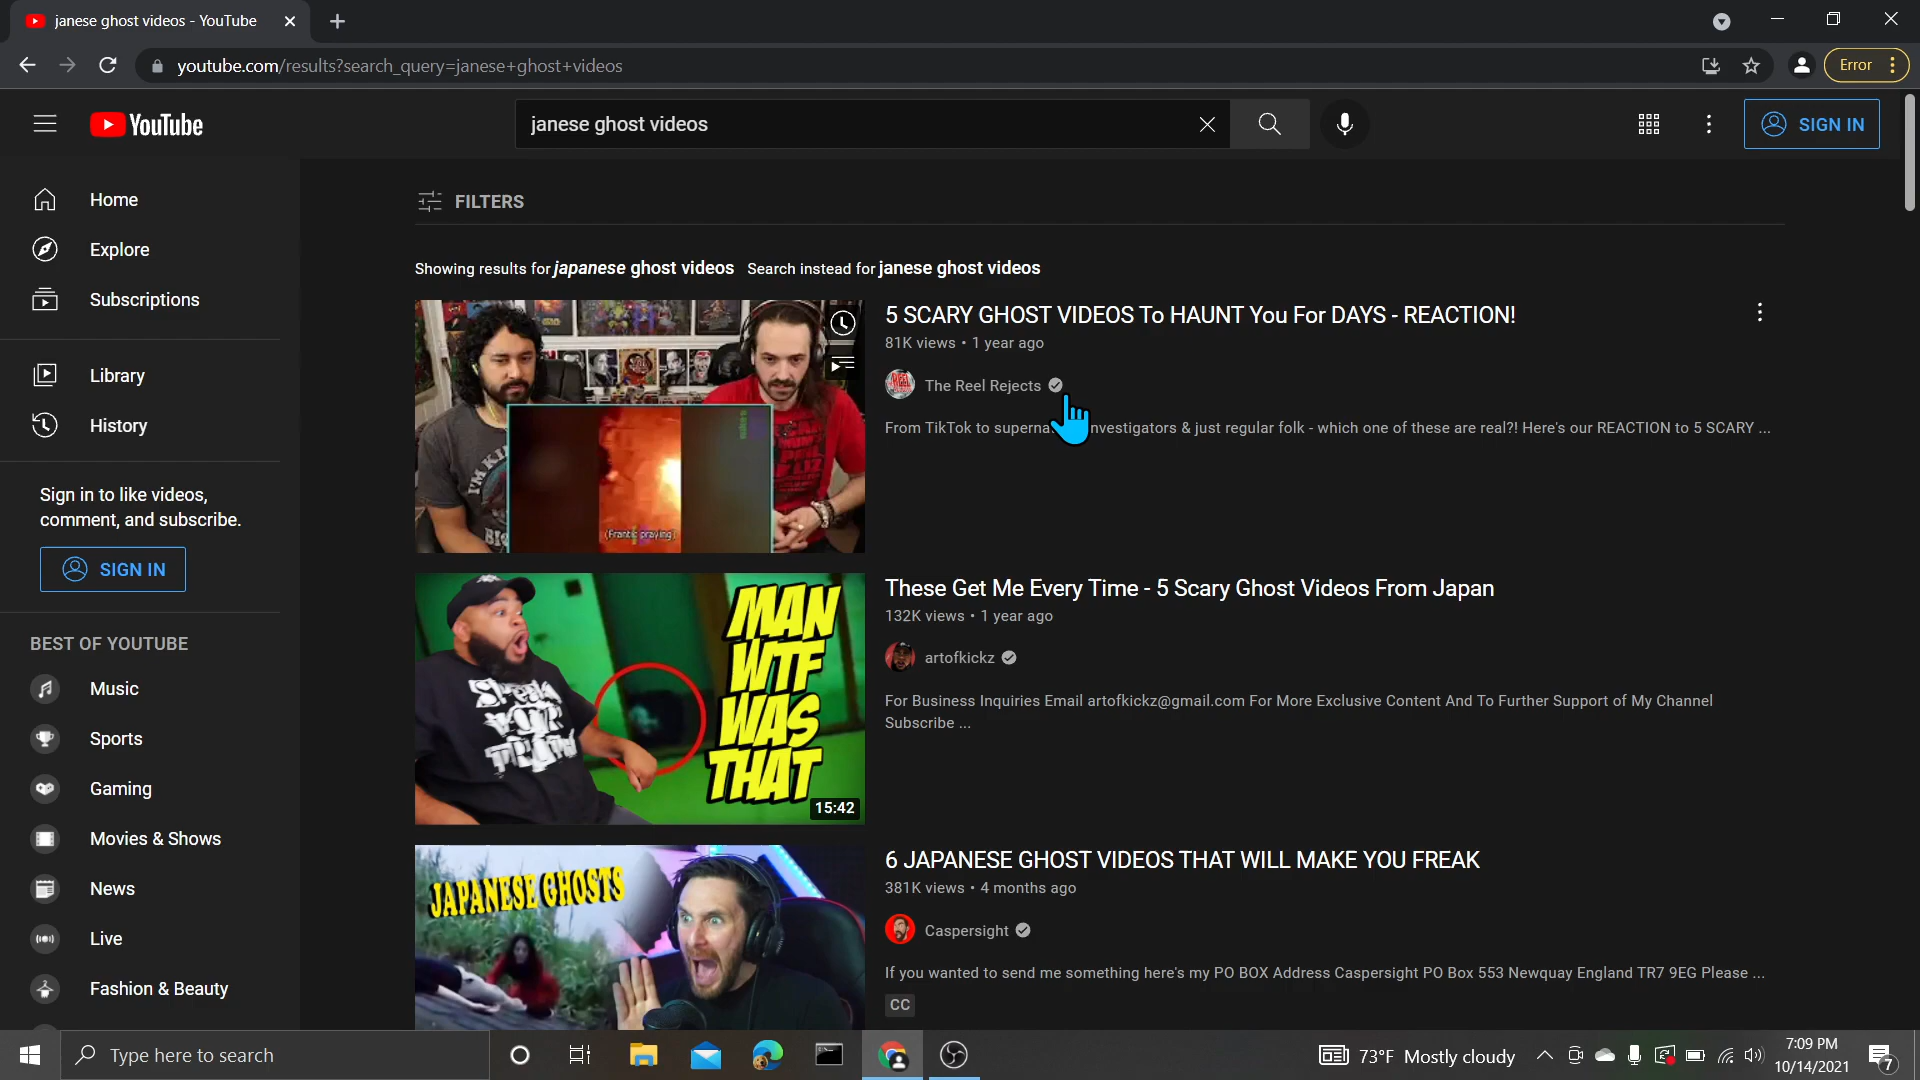 janese ghost videos - YouTube
youtube.com/results?search_query=janese+ghost+videos
Error
YouTube
janese ghost videos
SIGN IN
Home
Explore
Subscriptions
Library
History
Sign in to like videos,
comment, and subscribe.
SIGN IN
BEST OF YOUTUBE
Music
Sports
Gaming
Movies & Shows
News
Live
Fashion & Beauty
FILTERS
Showing results for japanese ghost videos Search instead for janese ghost videos
(Frantic praying)
5 SCARY GHOST VIDEOS To HAUNT You For DAYS - REACTION!
81K views • 1 year ago
The Reel Rejects
From TikTok to nvestigators & just regular folk - which one of these are real?! Here's our REACTION to 5 SCARY ...
MAN
WTF
WAS
THAT
15:42
These Get Me Every Time - 5 Scary Ghost Videos From Japan
132K views • 1 year ago
artofkickz
For Business Inquiries Email artofkickz@gmail.com For More Exclusive Content And To Further Support of My Channel
Subscribe ...
JAPANESE GHOSTS
6 JAPANESE GHOST VIDEOS THAT WILL MAKE YOU FREAK
381K views • 4 months ago
Caspersight
If you wanted to send me something here's my PO BOX Address Caspersight PO Box 553 Newquay England TR7 9EG Please ...
CC
Type here to search
73°F Mostly cloudy
7:09 PM
10/14/2021
7